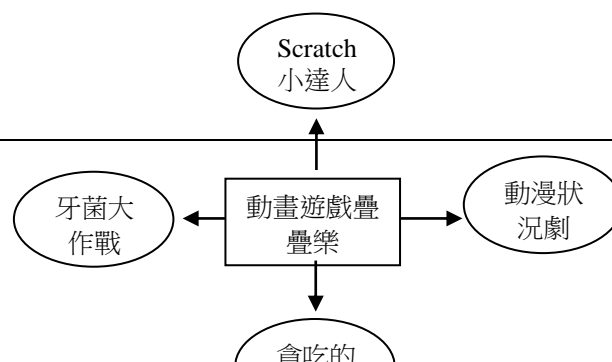 Scratch
小達人
牙菌大
作戰
動畫遊戲疊
疊樂
動漫狀
況劇
貪吃的